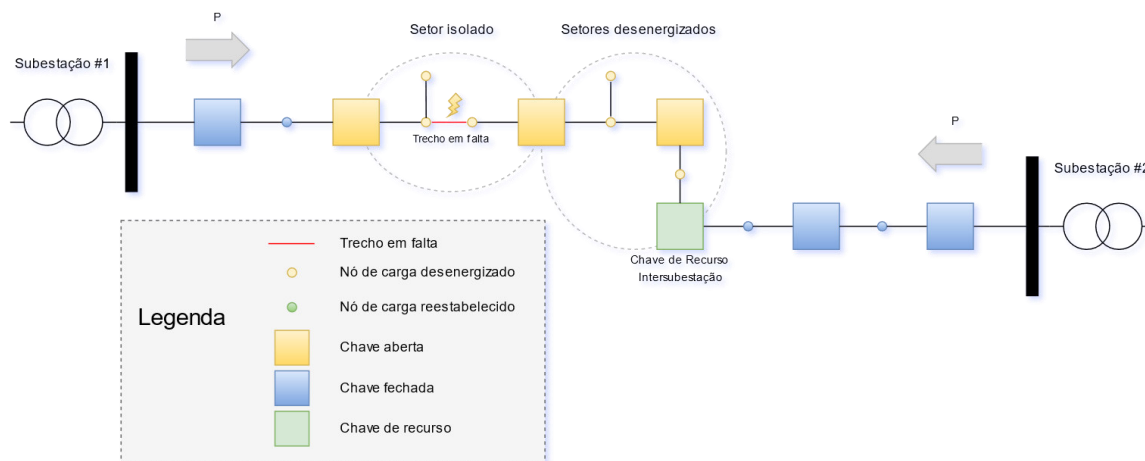 P
Setor isolado
Setores desenergizados
Subestação #1
Trecho em falta
P
Subestação #2
Chave de Recurso
Intersubestação
Legenda
Trecho em falta
Nó de carga desenergizado
Nó de carga reestabelecido
Chave aberta
Chave fechada
Chave de recurso